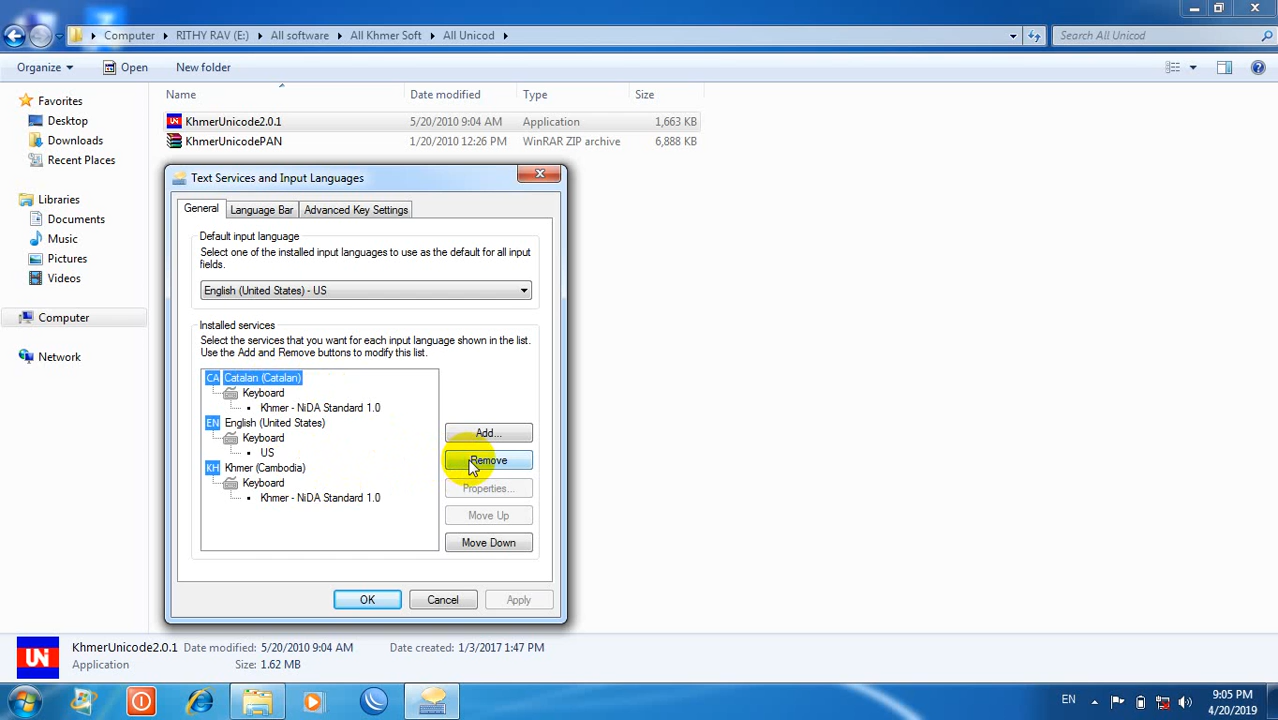 Computer
RITHY RAV (E:)
All software
All Khmer Soft
All Unicod
Search All Unicod
Organize
Open
New folder
Favorites
Desktop
Downloads
Recent Places
Libraries
Documents
Music
Pictures
Videos
Computer
Network
Name
Date modified
Type
Size
KhmerUnicode2.0.1
5/20/2010 9:04 AM
Application
1,663 KB
KhmerUnicodePAN
1/20/2010 12:26 PM
WinRAR ZIP archive
6,888 KB
Text Services and Input Languages
General
Language Bar
Advanced Key Settings
Default input language
Select one of the installed input languages to use as the default for all input
fields.
English (United States) - US
Installed services
Select the services that you want for each input language shown in the list.
Use the Add and Remove buttons to modify this list.
CA Catalan (Catalan)
Keyboard
Khmer - NiDA Standard 1.0
EN English (United States)
Keyboard
US
KH Khmer (Cambodia)
Keyboard
Khmer - NiDA Standard 1.0
Add...
Remove
Properties...
Move Up
Move Down
OK
Cancel
Apply
UNi
KhmerUnicode2.0.1
Date modified: 5/20/2010 9:04 AM
Date created: 1/3/2017 1:47 PM
Application
Size: 1.62 MB
EN
9:05 PM
4/20/2019